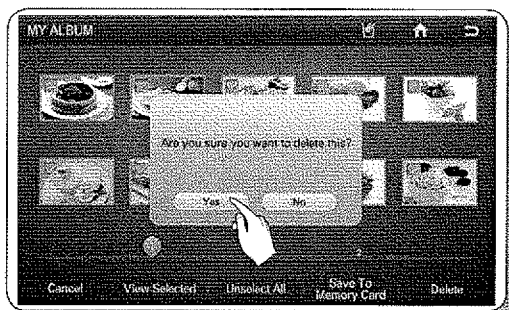 MY ALBUM
Are you sure you want to delete this?
Yes
No
2
Cancel
View Selected
Unselect All
Save To
Memory Card
Delete